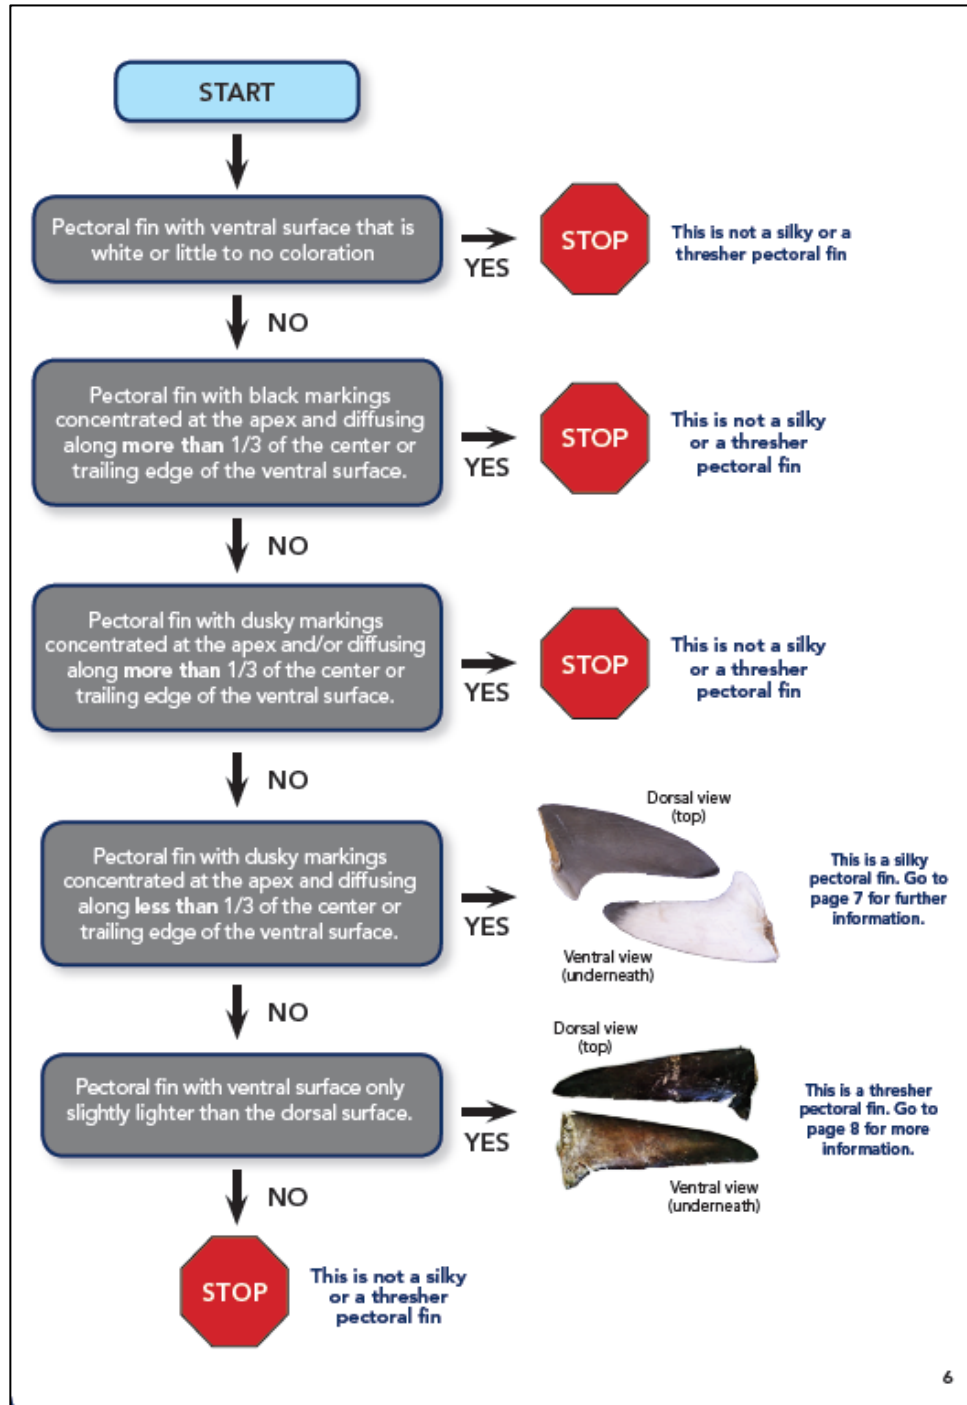 START
Pectoral fin with ventral surface that is
white or little to no coloration
YES
STOP
This is not a silky or a
thresher pectoral fin
NO
Pectoral fin with black markings
concentrated at the apex and diffusing
along more than 1/3 of the center or
trailing edge of the ventral surface.
YES
STOP
This is not a silky
or a thresher
pectoral fin
NO
Pectoral fin with dusky markings
concentrated at the apex and/or diffusing
along more than 1/3 of the center or
trailing edge of the ventral surface.
YES
STOP
This is not a silky
or a thresher
pectoral fin
NO
Pectoral fin with dusky markings
concentrated at the apex and diffusing
along less than 1/3 of the center or
trailing edge of the ventral surface.
YES
Dorsal view
(top)
Ventral view
(underneath)
This is a silky
pectoral fin. Go to
page 7 for further
information.
NO
Pectoral fin with ventral surface only
slightly lighter than the dorsal surface.
YES
Dorsal view
(top)
Ventral view
(underneath)
This is a thresher
pectoral fin. Go to
page 8 for more
information.
NO
STOP
This is not a silky
or a thresher
pectoral fin
6